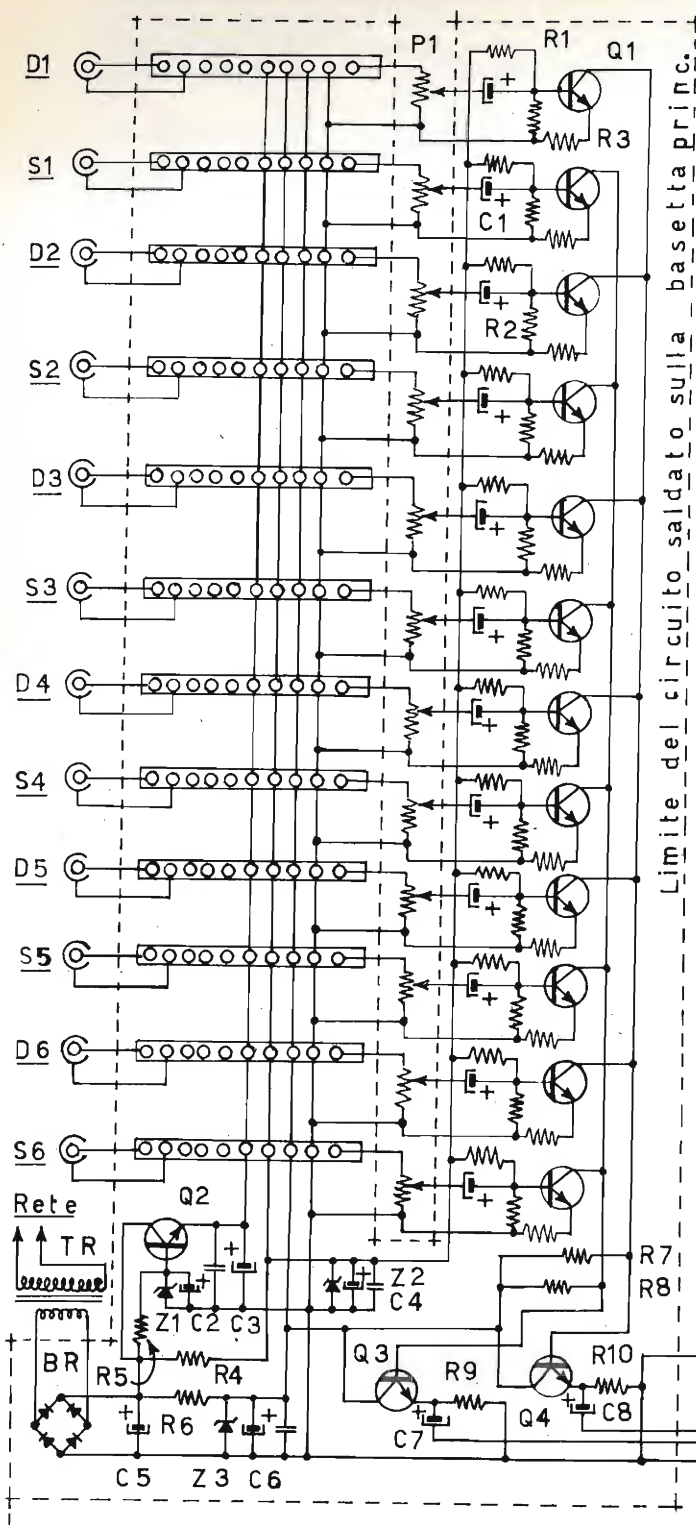 D1
P1
R1
Q1
R3
S1
C1
D2
R2
S2
D3
S3
D4
S4
D5
S5
D6
S6
Limite del circuito saldato sulla basetta princ.
Rete
TR
Q2
Z1
C2
C3
Z2
C4
R7
R8
BR
R5
R4
Q3
R9
R10
Q4
C8
C7
R6
C5
Z3
C6